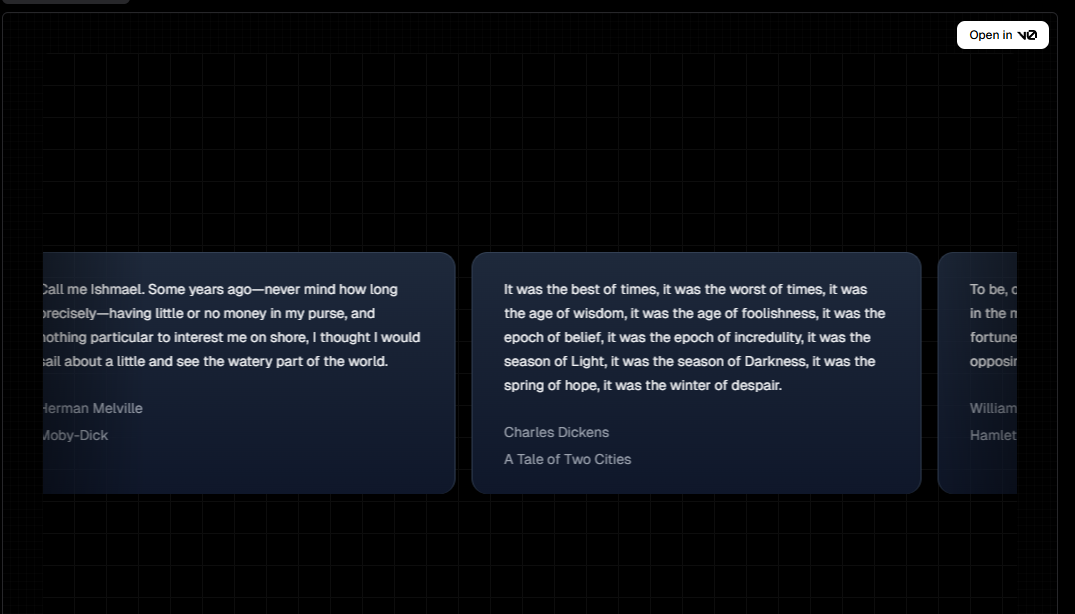 Open in v0
Call me Ishmael. Some years ago—never mind how long
precisely—having little or no money in my purse, and
nothing particular to interest me on shore, I thought I would
sail about a little and see the watery part of the world.
Herman Melville
Moby-Dick
It was the best of times, it was the worst of times, it was
the age of wisdom, it was the age of foolishness, it was the
epoch of belief, it was the epoch of incredulity, it was the
season of Light, it was the season of Darkness, it was the
spring of hope, it was the winter of despair.
Charles Dickens
A Tale of Two Cities
To be,
in the
fortune
William
Hamlet